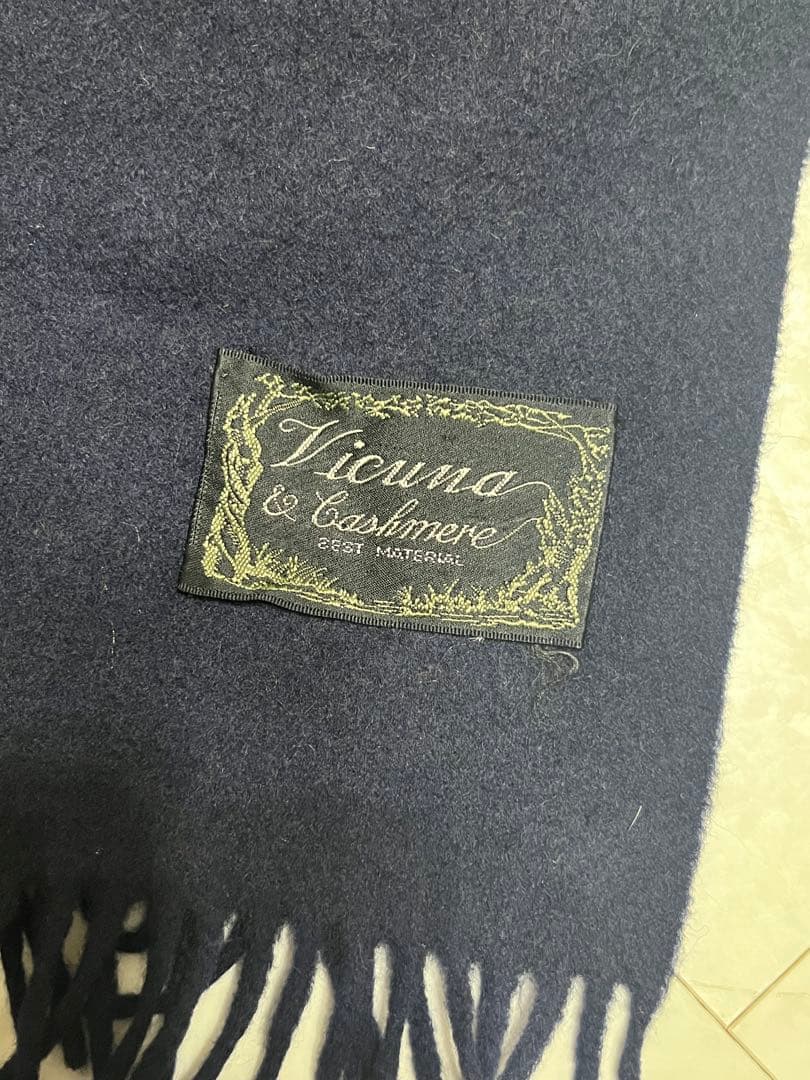 Vicuna
& Cashmere
BEST MATERIAL